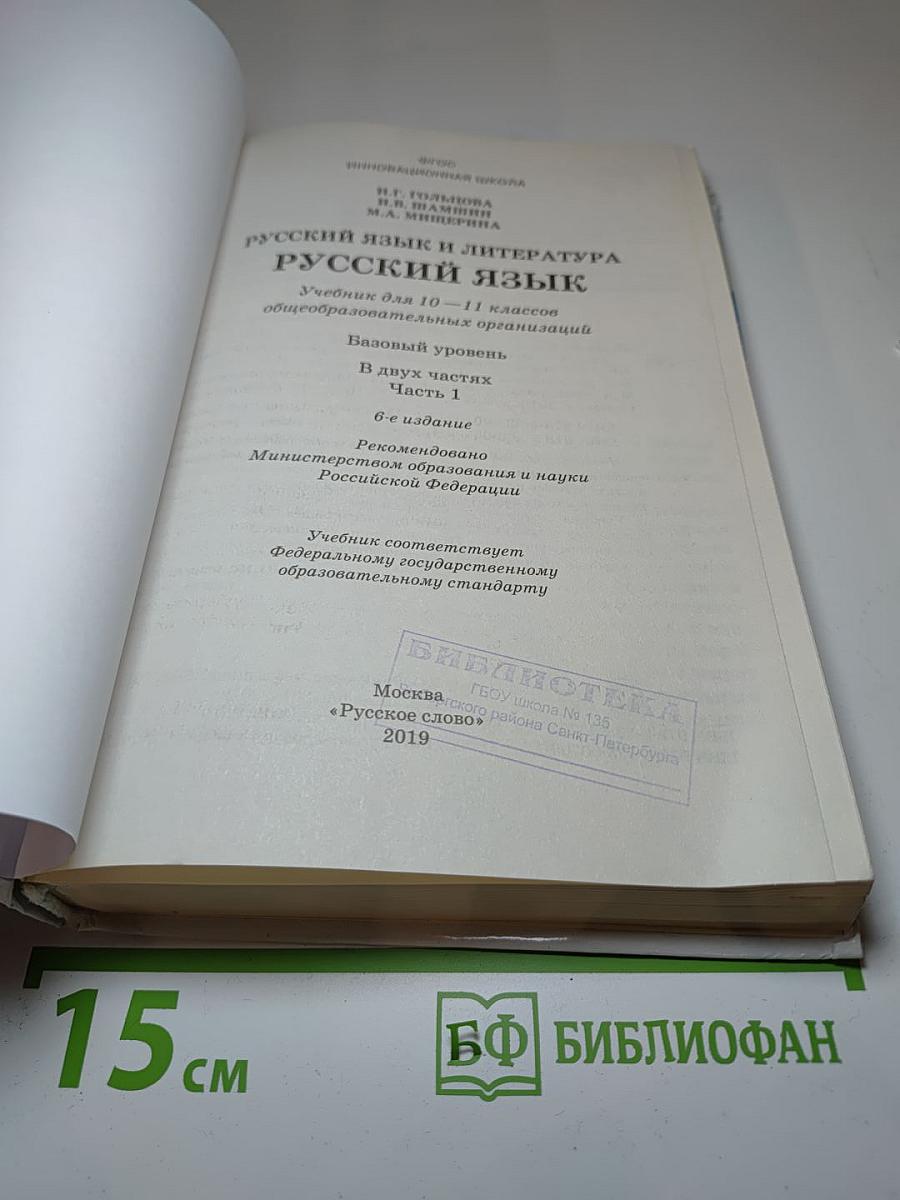 ФГОС
ИННОВАЦИОННАЯ ШКОЛА
Н.Г. ГОЛЬЦОВА
И.В. ШАМШИН
М.А. МИЩЕРИНА
РУССКИЙ ЯЗЫК И ЛИТЕРАТУРА
РУССКИЙ ЯЗЫК
Учебник для 10—11 классов
общеобразовательных организаций
Базовый уровень
В двух частях
Часть 1
6-е издание
Рекомендовано
Министерством образования и науки
Российской Федерации
Учебник соответствует
Федеральному государственному
образовательному стандарту
Москва
«Русское слово»
2019
БИБЛИОТЕКА
ГБОУ школа № 135
района Санкт-Петербурга
15 см
БФ БИБЛИОФАН